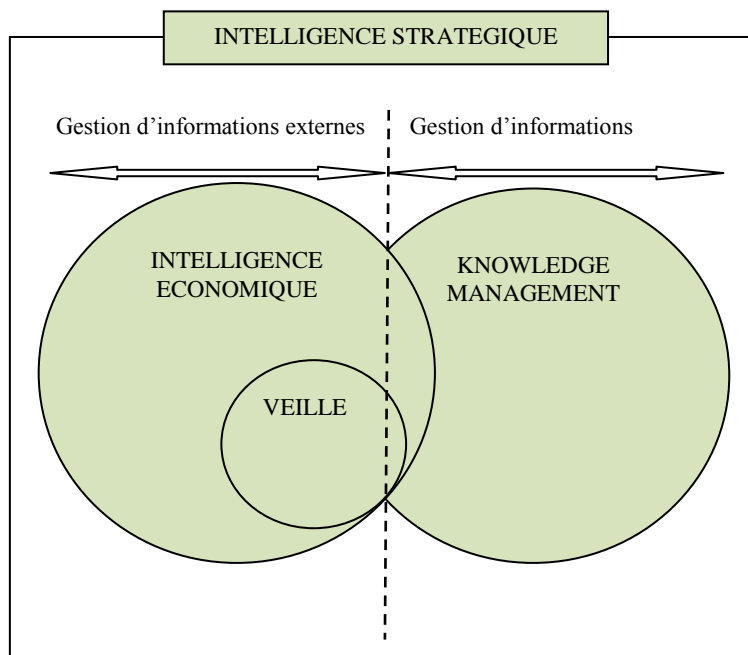 INTELLIGENCE STRATEGIQUE
Gestion d’informations externes
Gestion d’informations
INTELLIGENCE
ECONOMIQUE
KNOWLEDGE
MANAGEMENT
VEILLE